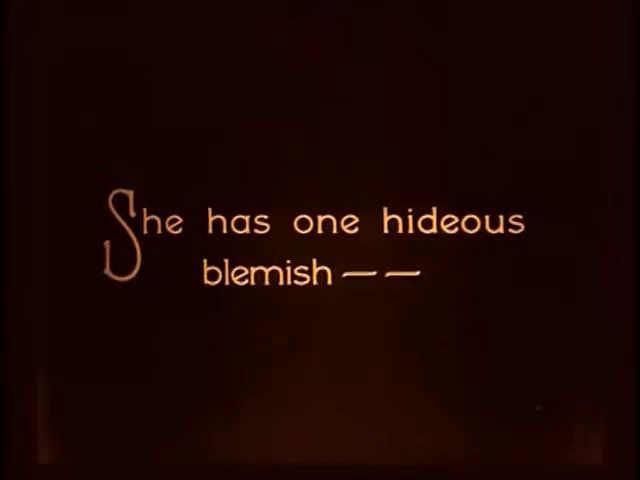 She has one hideous
blemish — —